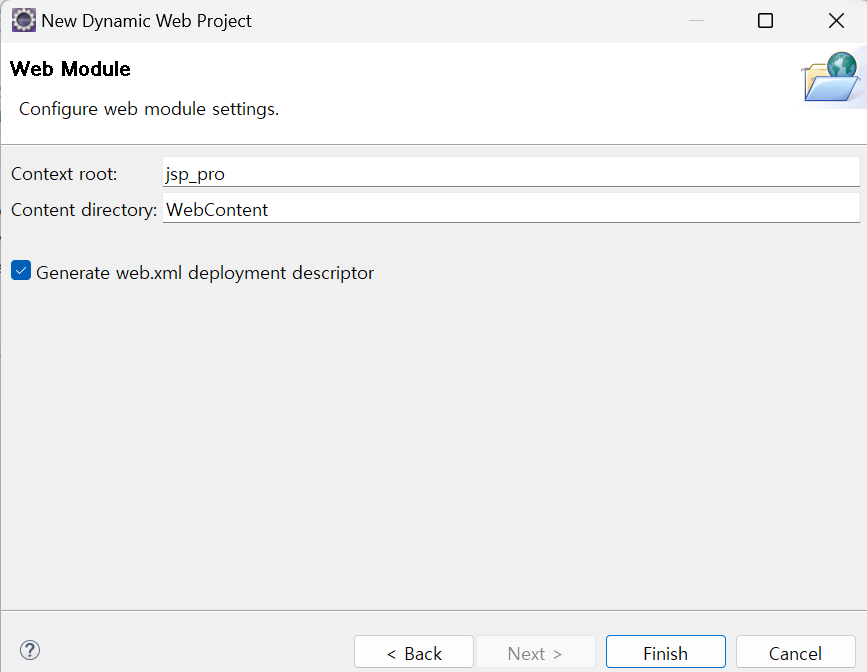 New Dynamic Web Project
Web Module
Configure web module settings.
Context root: jsp_pro
Content directory: WebContent
Generate web.xml deployment descriptor
? < Back Next > Finish Cancel